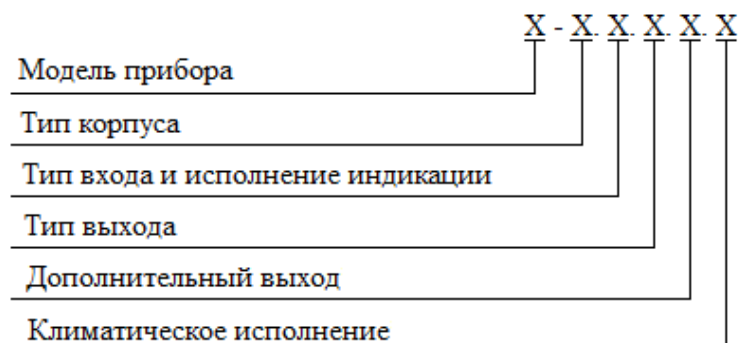 X - X. X. X. X. X
Модель прибора
Тип корпуса
Тип входа и исполнение индикации
Тип выхода
Дополнительный выход
Климатическое исполнение